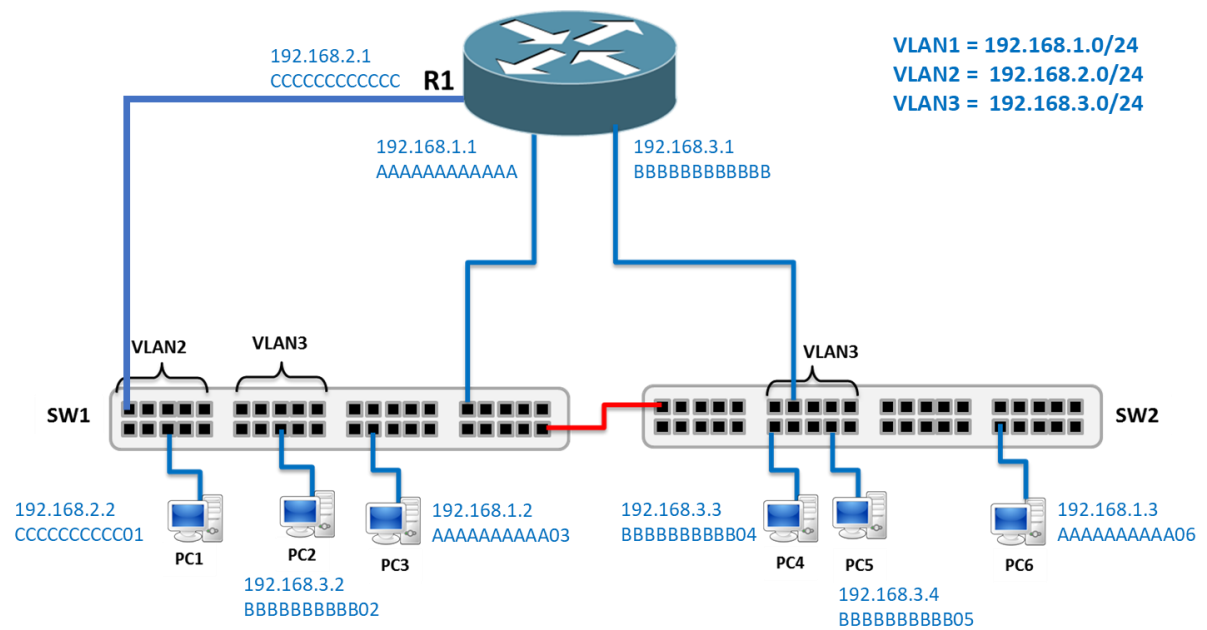 192.168.2.1
CCCCCCCCCCCC
R1
VLAN1 = 192.168.1.0/24
VLAN2 = 192.168.2.0/24
VLAN3 = 192.168.3.0/24
192.168.1.1
AAAAAAAAAAAA
192.168.3.1
BBBBBBBBBBBB
VLAN2
VLAN3
VLAN3
SW1
SW2
192.168.2.2
CCCCCCCCCC01
PC1
PC2
192.168.3.2
BBBBBBBBBB02
PC3
192.168.1.2
AAAAAAAAAA03
192.168.3.3
BBBBBBBBBB04
PC4
PC5
192.168.3.4
BBBBBBBBBB05
PC6
192.168.1.3
AAAAAAAAAA06